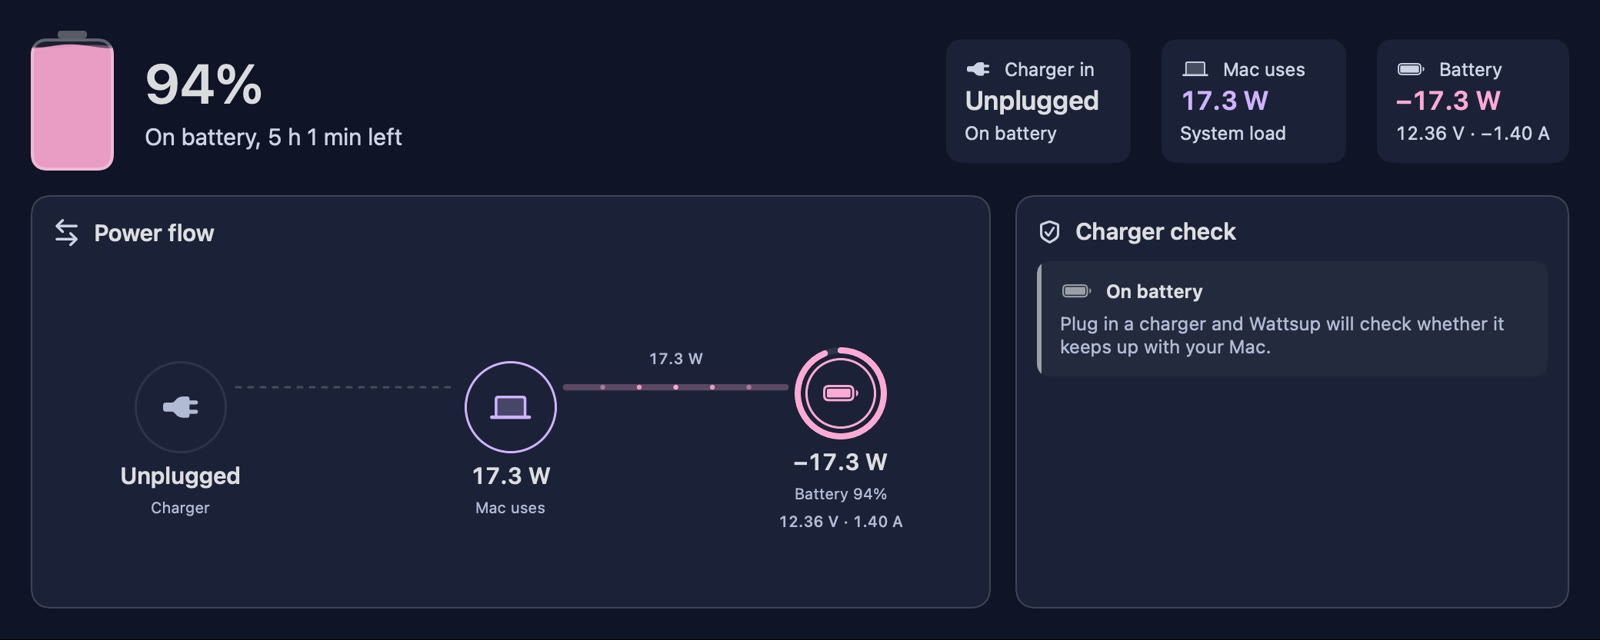 94%
On battery, 5 h 1 min left
Charger in
Unplugged
On battery
Mac uses
17.3 W
System load
Battery
−17.3 W
12.36 V · −1.40 A
Power flow
17.3 W
Unplugged
Charger
17.3 W
Mac uses
−17.3 W
Battery 94%
12.36 V · 1.40 A
Charger check
On battery
Plug in a charger and Wattsup will check whether it
keeps up with your Mac.